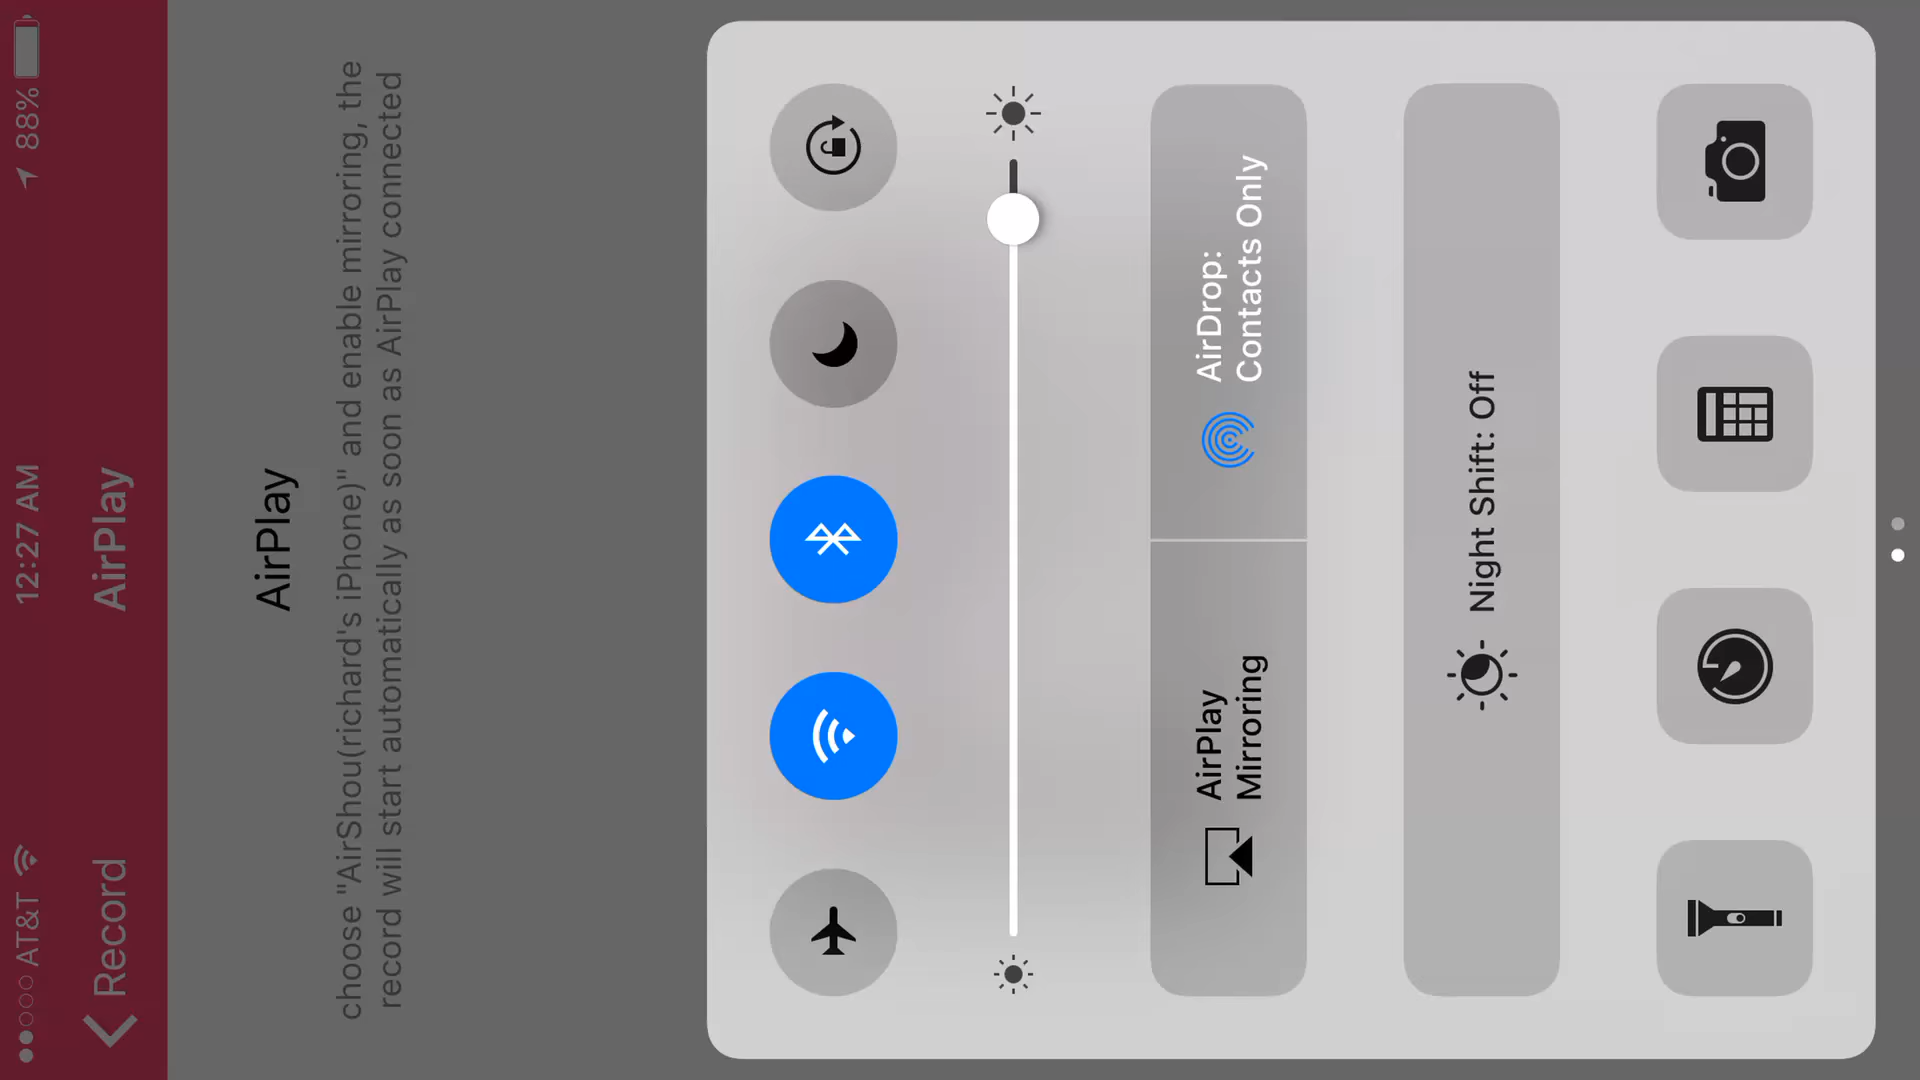 AT&T 12:27 AM 88%
Record AirPlay
AirPlay
choose "AirShou(richard's iPhone)" and enable mirroring, the
record will start automatically as soon as AirPlay connected
AirPlay
Mirroring
AirDrop:
Contacts Only
Night Shift: Off